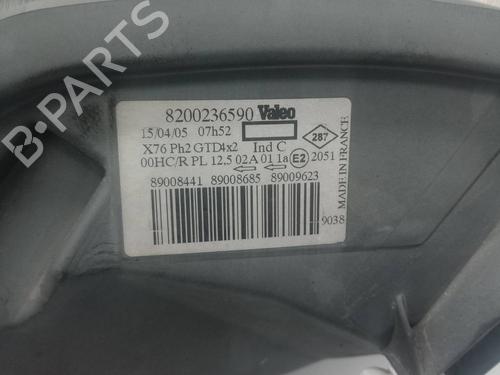 B-PARTS
8200236590 Valeo
15/04/05 07h52
287
X76 Ph2 GTD4x2 Ind C
00HC/R PL 12,5 02A 01 1a E2 2051
89008441 89008685 89009623
9038
MADE IN FRANCE